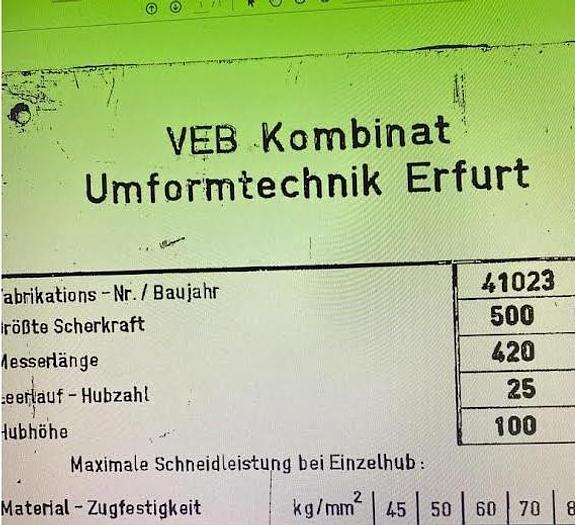 VEB Kombinat
Umformtechnik Erfurt
abrikations-Nr. / Baujahr 41023
rößte Scherkraft 500
Messerlänge 420
eerlauf-Hubzahl 25
Hubhöhe 100
Maximale Schneidleistung bei Einzelhub:
Material-Zugfestigkeit kg/mm² 45 50 60 70 8